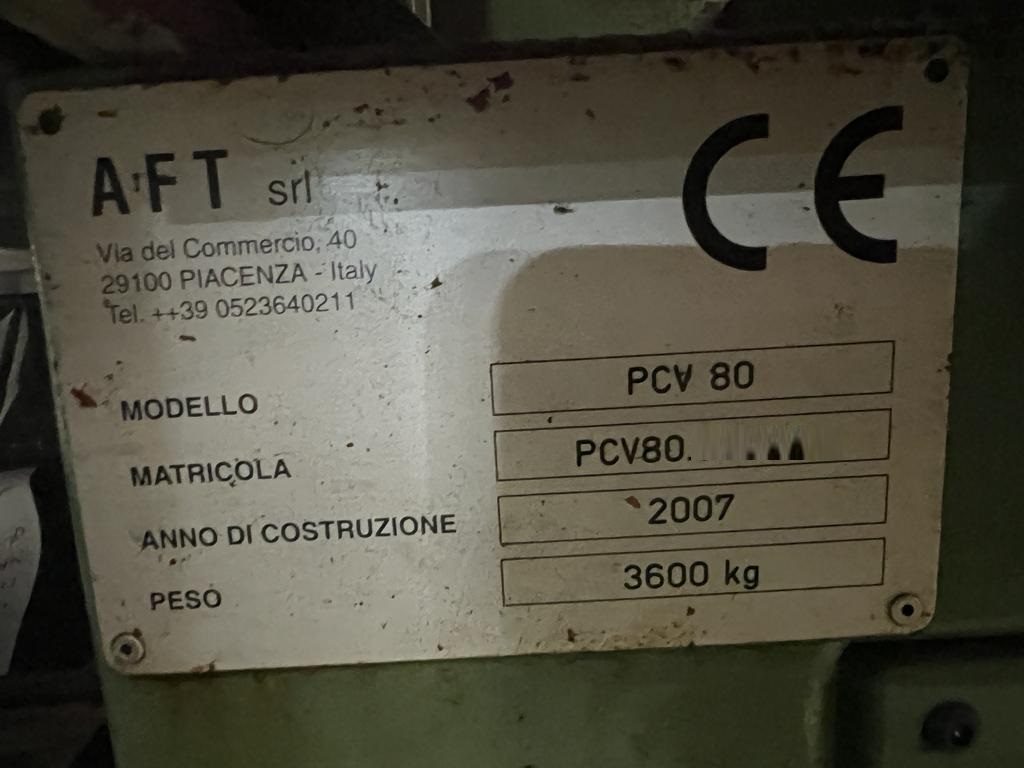 AFT srl
CE
Via del Commercio, 40
29100 PIACENZA - Italy
Tel. ++39 0523640211
MODELLO PCV 80
MATRICOLA PCV80.
ANNO DI COSTRUZIONE 2007
PESO 3600 kg